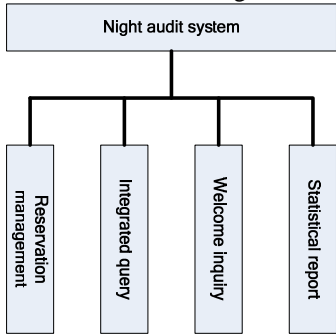 Night audit system
Reservation
management
Integrated query
Welcome inquiry
Statistical report